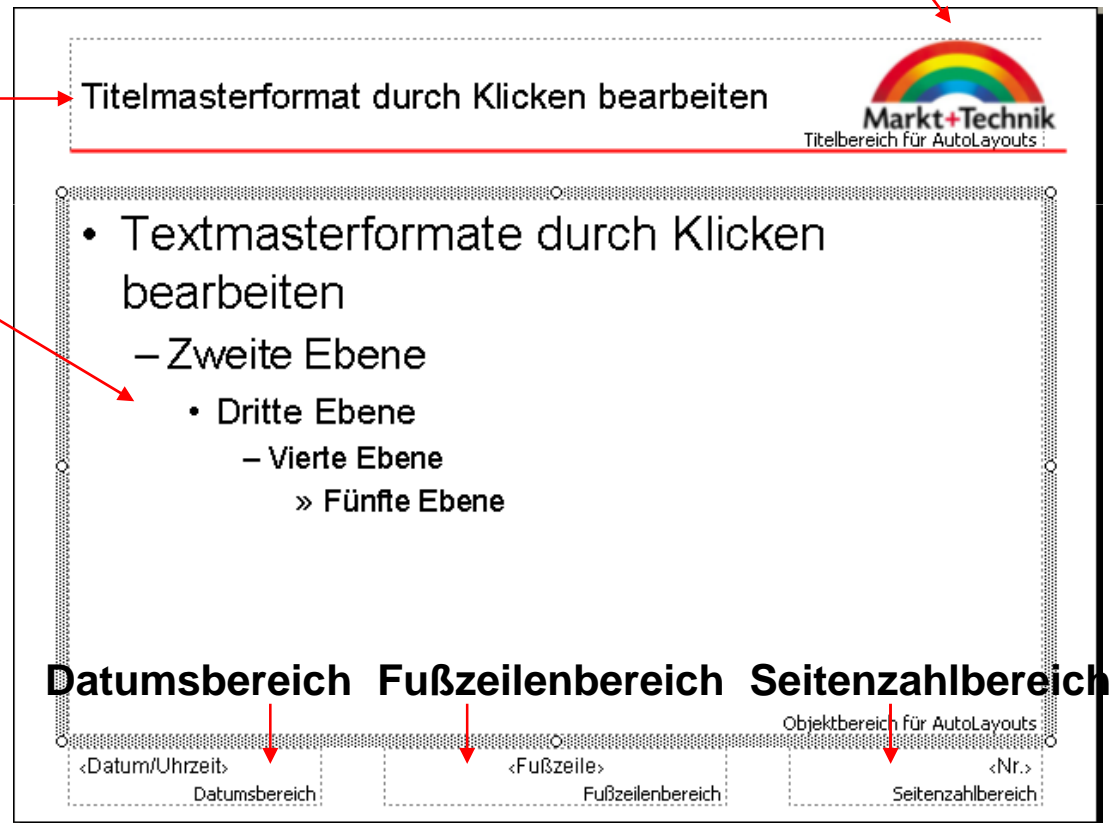 Titelmasterformat durch Klicken bearbeiten
Markt+Technik
Titelbereich für AutoLayouts
• Textmasterformate durch Klicken
bearbeiten
– Zweite Ebene
• Dritte Ebene
– Vierte Ebene
» Fünfte Ebene
Datumsbereich Fußzeilenbereich Seitenzahlbereich
Objektbereich für AutoLayouts
<Datum/Uhrzeit> <Fußzeile> <Nr.>
Datumsbereich Fußzeilenbereich Seitenzahlbereich